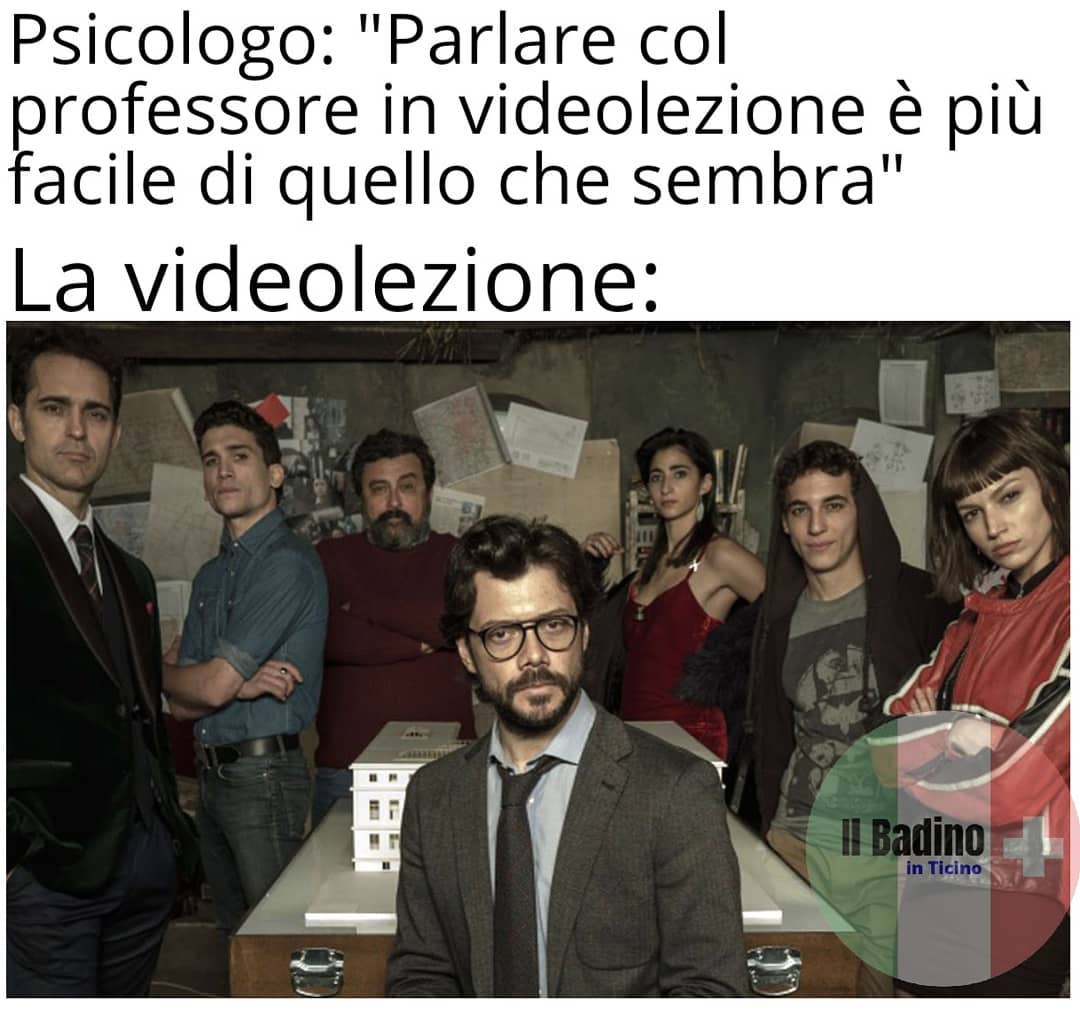 Psicologo: "Parlare col
professore in videolezione è più
facile di quello che sembra"
La videolezione:
Il Badino
in Ticino